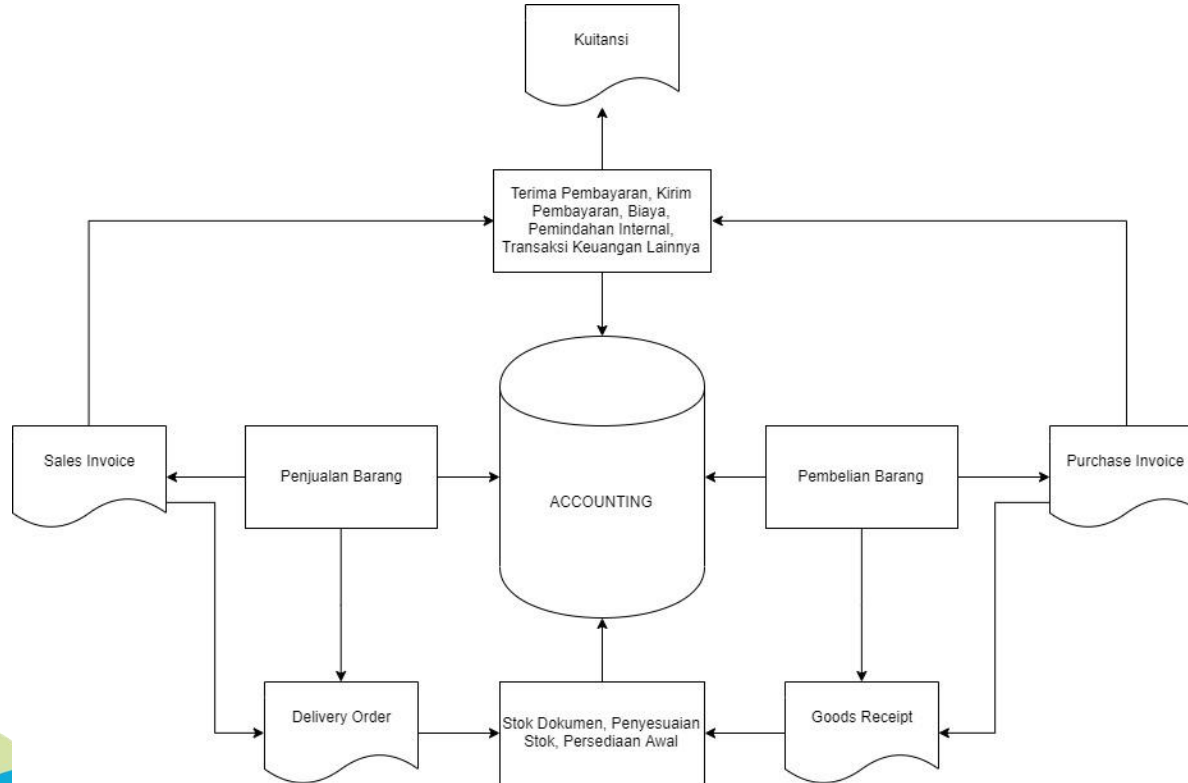 Kuitansi
Terima Pembayaran, Kirim
Pembayaran, Biaya,
Pemindahan Internal,
Transaksi Keuangan Lainnya
Sales Invoice
Penjualan Barang
ACCOUNTING
Pembelian Barang
Purchase Invoice
Delivery Order
Stok Dokumen, Penyesuaian
Stok, Persediaan Awal
Goods Receipt